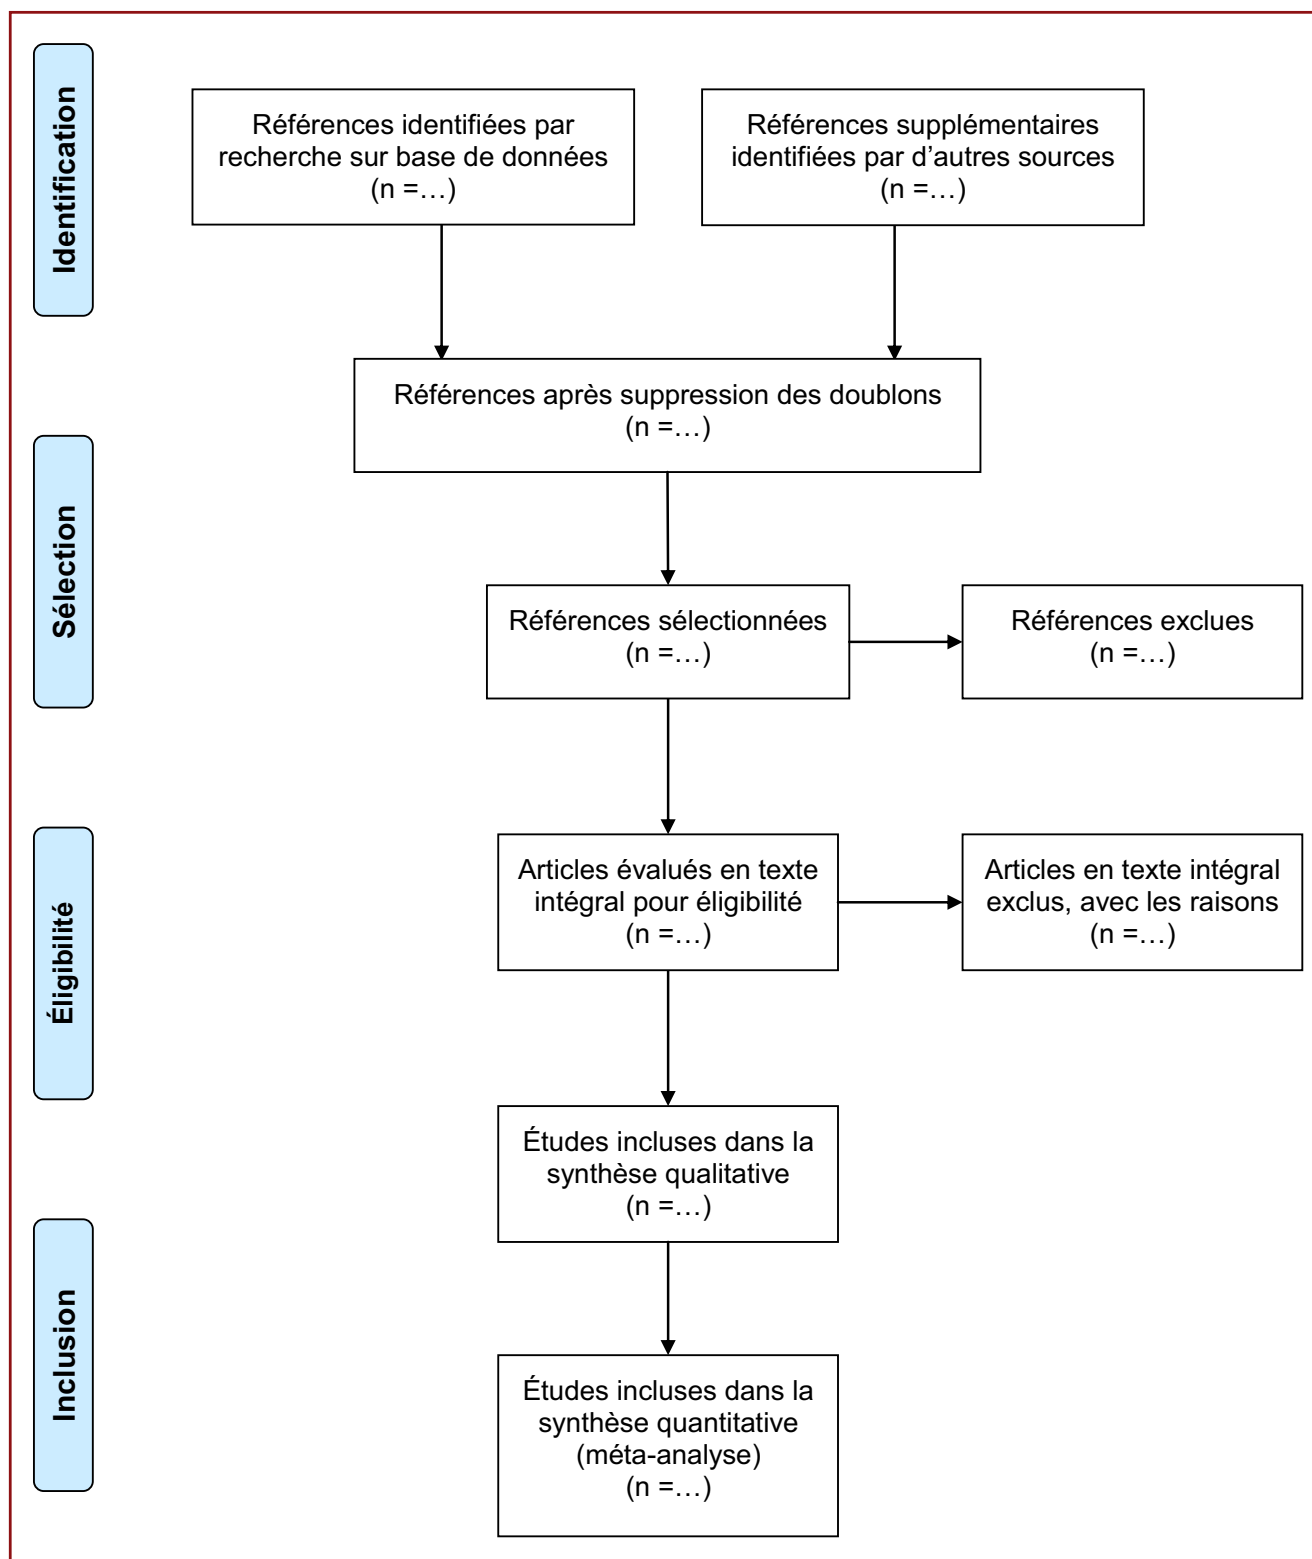 Identification
Références identifiées par
recherche sur base de données
(n =…)
Références supplémentaires
identifiées par d’autres sources
(n =…)
Références après suppression des doublons
(n =…)
Sélection
Références sélectionnées
(n =…)
Références exclues
(n =…)
Éligibilité
Articles évalués en texte
intégral pour éligibilité
(n =…)
Articles en texte intégral
exclus, avec les raisons
(n =…)
Études incluses dans la
synthèse qualitative
(n =…)
Inclusion
Études incluses dans la
synthèse quantitative
(méta-analyse)
(n =…)